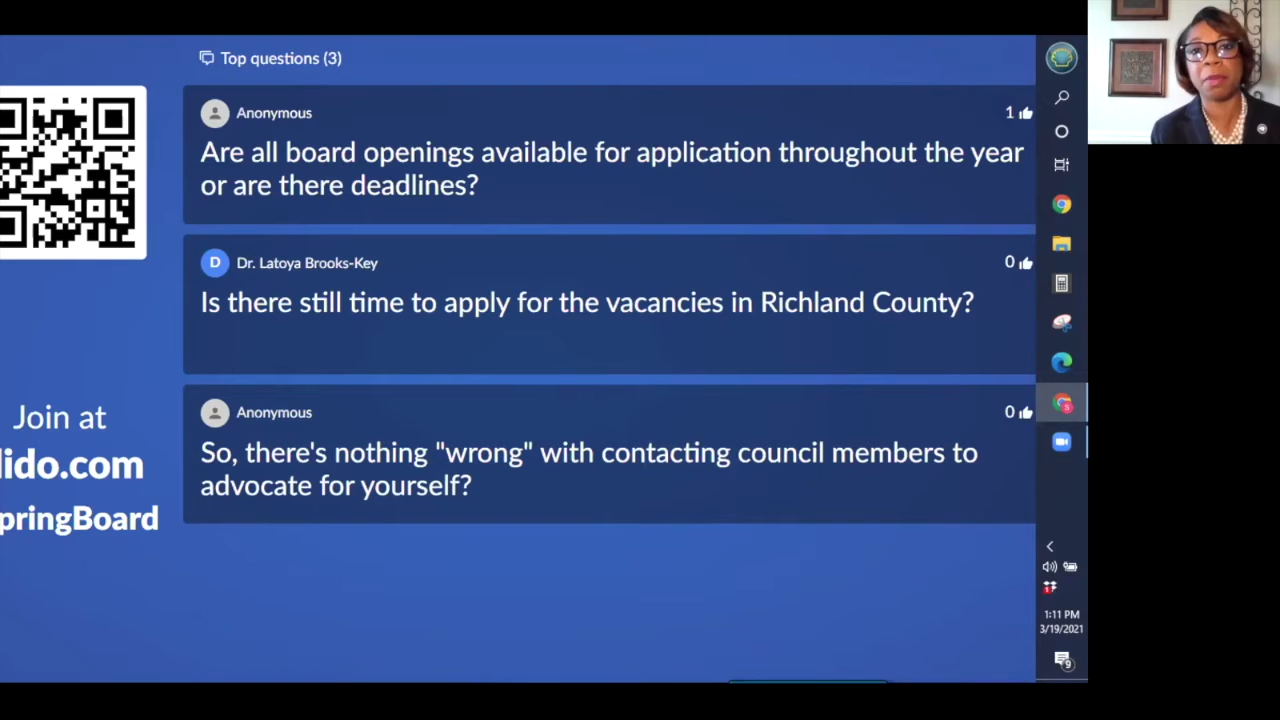 Top questions (3)
Anonymous
1
Are all board openings available for application throughout the year
or are there deadlines?
D
Dr. Latoya Brooks-Key
0
Is there still time to apply for the vacancies in Richland County?
Anonymous
0
So, there's nothing "wrong" with contacting council members to
advocate for yourself?
Join at
lido.com
pringBoard
1:11 PM
3/19/2021
9